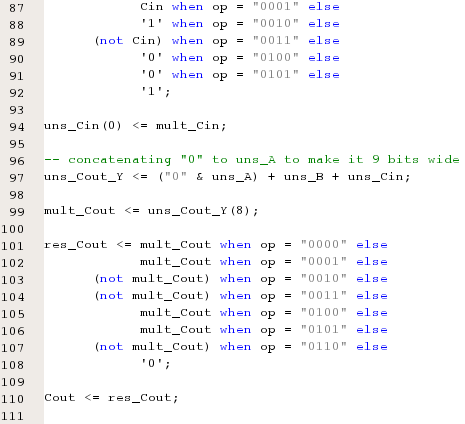 87 Cin when op = "0001" else
88 '1' when op = "0010" else
89 (not Cin) when op = "0011" else
90 '0' when op = "0100" else
91 '0' when op = "0101" else
92 '1';
93
94 uns_Cin(0) <= mult_Cin;
95
96 -- concatenating "0" to uns_A to make it 9 bits wide
97 uns_Cout_Y <= ("0" & uns_A) + uns_B + uns_Cin;
98
99 mult_Cout <= uns_Cout_Y(8);
100
101 res_Cout <= mult_Cout when op = "0000" else
102 mult_Cout when op = "0001" else
103 (not mult_Cout) when op = "0010" else
104 (not mult_Cout) when op = "0011" else
105 mult_Cout when op = "0100" else
106 mult_Cout when op = "0101" else
107 (not mult_Cout) when op = "0110" else
108 '0';
109
110 Cout <= res_Cout;
111